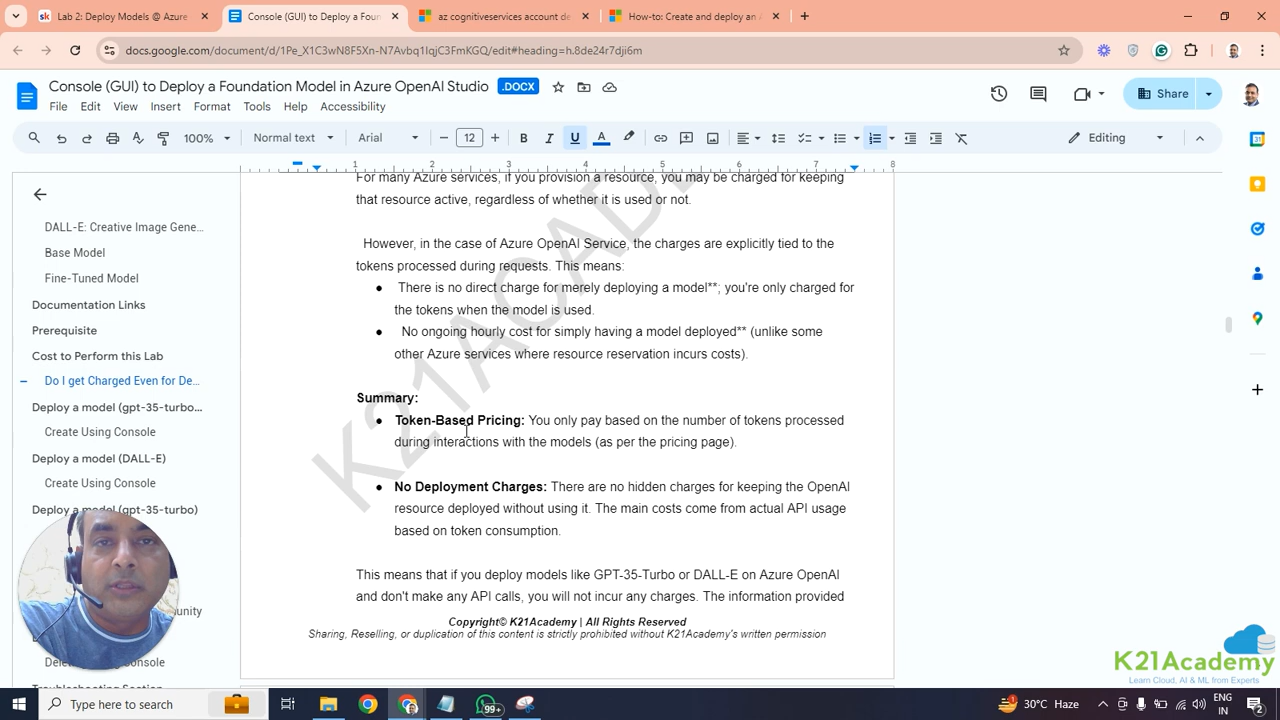 Lab 2: Deploy Models @ Azure
Console (GUI) to Deploy a Foun
az cognitiveservices account de
How-to: Create and deploy an
docs.google.com/document/d/1Pe_X1C3wN8F5Xn-N7Avbq1IqjC3FmKGQ/edit#heading=h.8de24r7dji6m
Console (GUI) to Deploy a Foundation Model in Azure OpenAI Studio .DOCX
File Edit View Insert Format Tools Help Accessibility
Share
100% Normal text Arial 12 B I U A Editing
1 2 3 4 5 6 7 8
DALL-E: Creative Image Gene...
Base Model
Fine-Tuned Model
Documentation Links
Prerequisite
Cost to Perform this Lab
Do I get Charged Even for De...
Deploy a model (gpt-35-turbo...
Create Using Console
Deploy a model (DALL-E)
Create Using Console
Deploy a model (gpt-35-turbo)
For many Azure services, if you provision a resource, you may be charged for keeping
that resource active, regardless of whether it is used or not.
However, in the case of Azure OpenAI Service, the charges are explicitly tied to the
tokens processed during requests. This means:
● There is no direct charge for merely deploying a model**; you're only charged for
the tokens when the model is used.
● No ongoing hourly cost for simply having a model deployed** (unlike some
other Azure services where resource reservation incurs costs).
Summary:
● Token-Based Pricing: You only pay based on the number of tokens processed
during interactions with the models (as per the pricing page).
● No Deployment Charges: There are no hidden charges for keeping the OpenAI
resource deployed without using it. The main costs come from actual API usage
based on token consumption.
This means that if you deploy models like GPT-35-Turbo or DALL-E on Azure OpenAI
and don't make any API calls, you will not incur any charges. The information provided
Copyright© K21Academy | All Rights Reserved
Sharing, Reselling, or duplication of this content is strictly prohibited without K21Academy's written permission
K21ACADE
K21Academy
Learn Cloud, AI & ML from Experts
Type here to search
99+
30°C Haze
ENG
IN
2